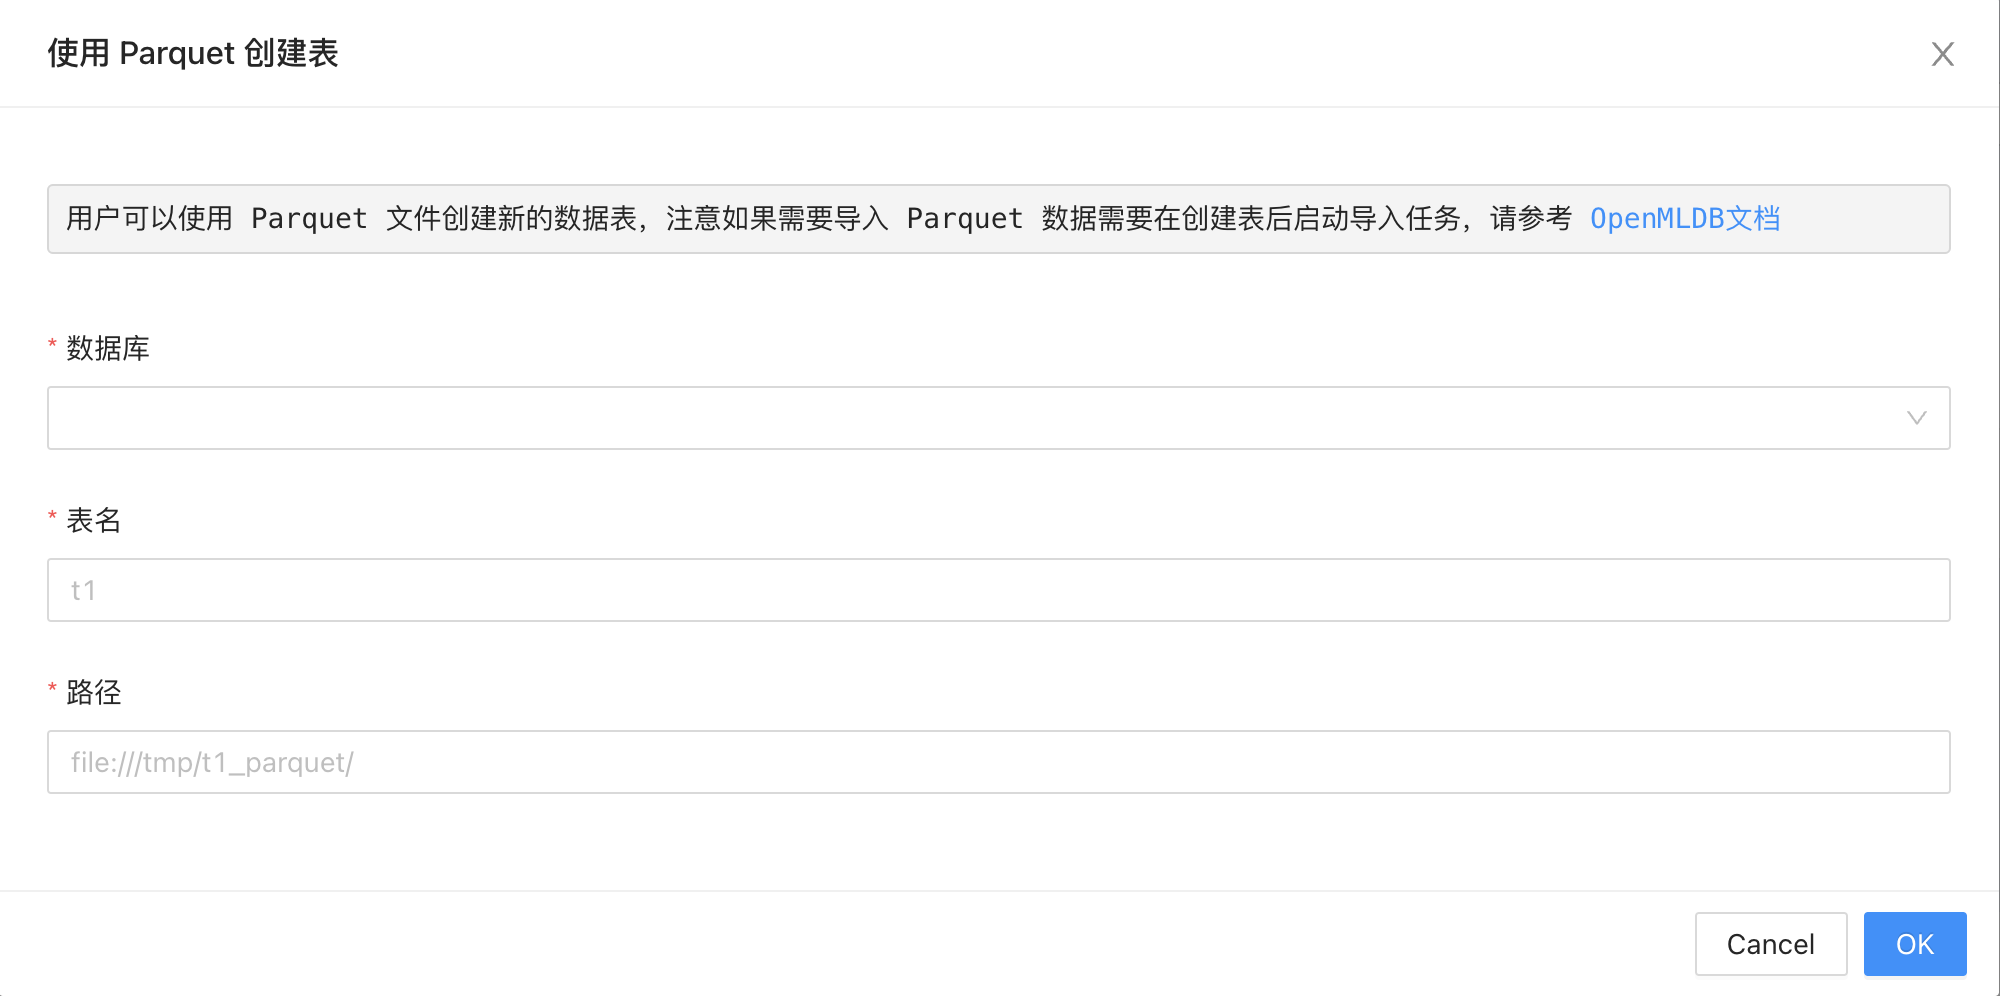 使用 Parquet 创建表
用户可以使用 Parquet 文件创建新的数据表，注意如果需要导入 Parquet 数据需要在创建表后启动导入任务，请参考 OpenMLDB文档
* 数据库
* 表名
t1
* 路径
file:///tmp/t1_parquet/
Cancel OK